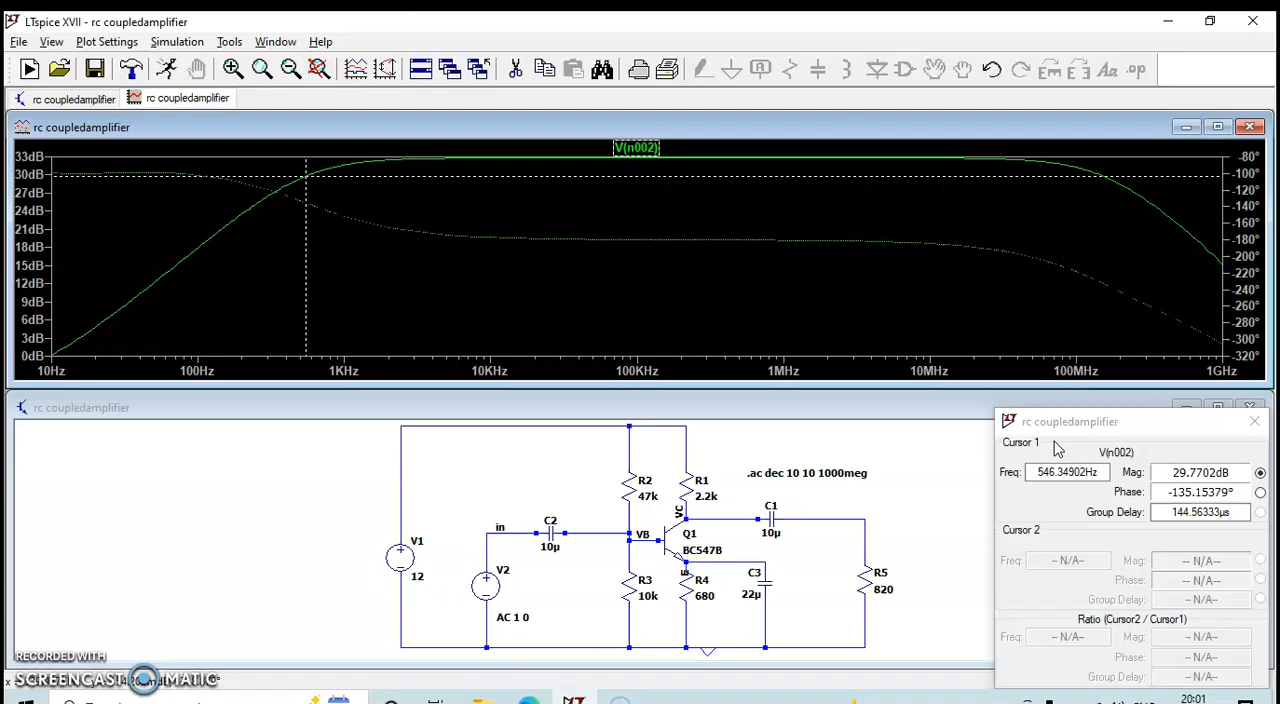 LTspice XVII - rc coupledamplifier
File View Plot Settings Simulation Tools Window Help
rc coupledamplifier rc coupledamplifier
rc coupledamplifier
V(n002)
33dB
30dB
27dB
24dB
21dB
18dB
15dB
12dB
9dB
6dB
3dB
0dB
-80°
-100°
-120°
-140°
-160°
-180°
-200°
-220°
-240°
-260°
-280°
-300°
-320°
10Hz 100Hz 1KHz 10KHz 100KHz 1MHz 10MHz 100MHz 1GHz
rc coupledamplifier
V1
12
V2
AC 1 0
in
C2
10µ
R2
47k
R1
2.2k
VC
VB
Q1
BC547B
R3
10k
E
R4
680
C3
22µ
C1
10µ
R5
820
.ac dec 10 10 1000meg
rc coupledamplifier
Cursor 1
V(n002)
Freq: 546.34902Hz Mag: 29.7702dB
Phase: -135.15379°
Group Delay: 144.56333µs
Cursor 2
Freq: -- N/A-- Mag: -- N/A--
Phase: -- N/A--
Group Delay: -- N/A--
Ratio (Cursor2 / Cursor1)
Freq: -- N/A-- Mag: -- N/A--
Phase: -- N/A--
Group Delay: -- N/A--
RECORDED WITH
SCREENCAST-O-MATIC
20:01